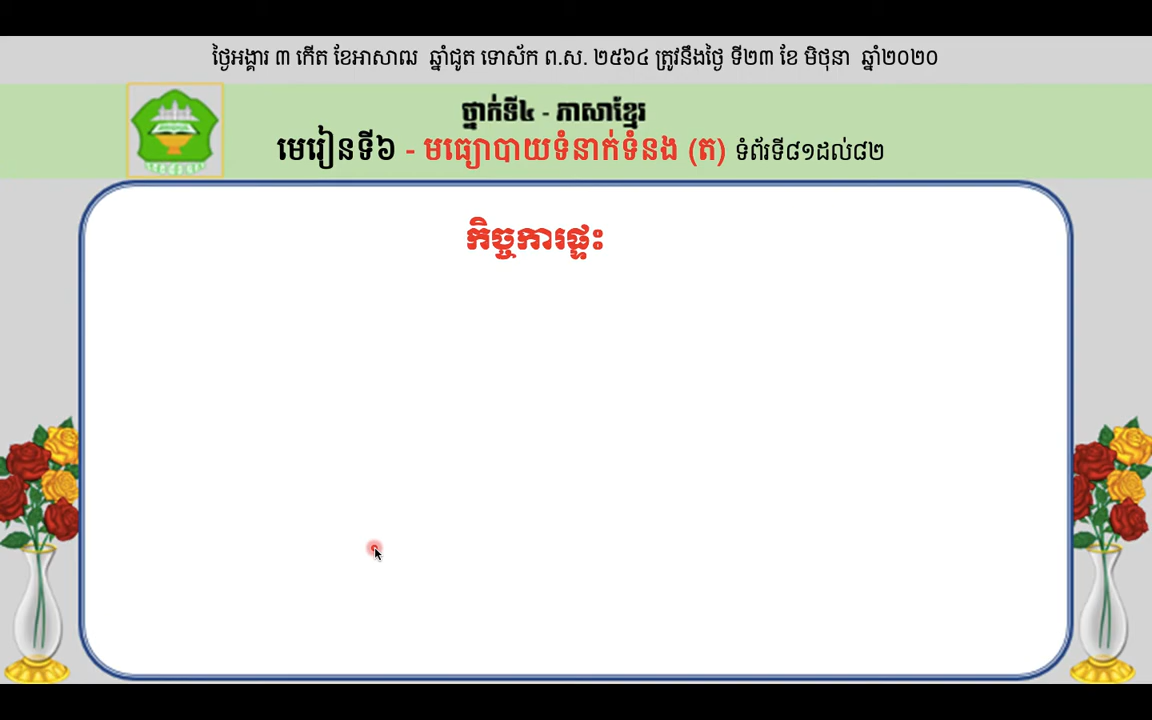 ថ្ងៃអង្គារ ៣ កើត ខែអាសាឍ ឆ្នាំជូត ទោស័ក ព.ស. ២៥៦៤ ត្រូវនឹងថ្ងៃ ទី២៣ ខែ មិថុនា ឆ្នាំ២០២០
ថ្នាក់ទី៤ - ភាសាខ្មែរ
មេរៀនទី៦ - មធ្យោបាយទំនាក់ទំនង (ត) ទំព័រទី៨១ដល់៨២
កិច្ចការផ្ទះ